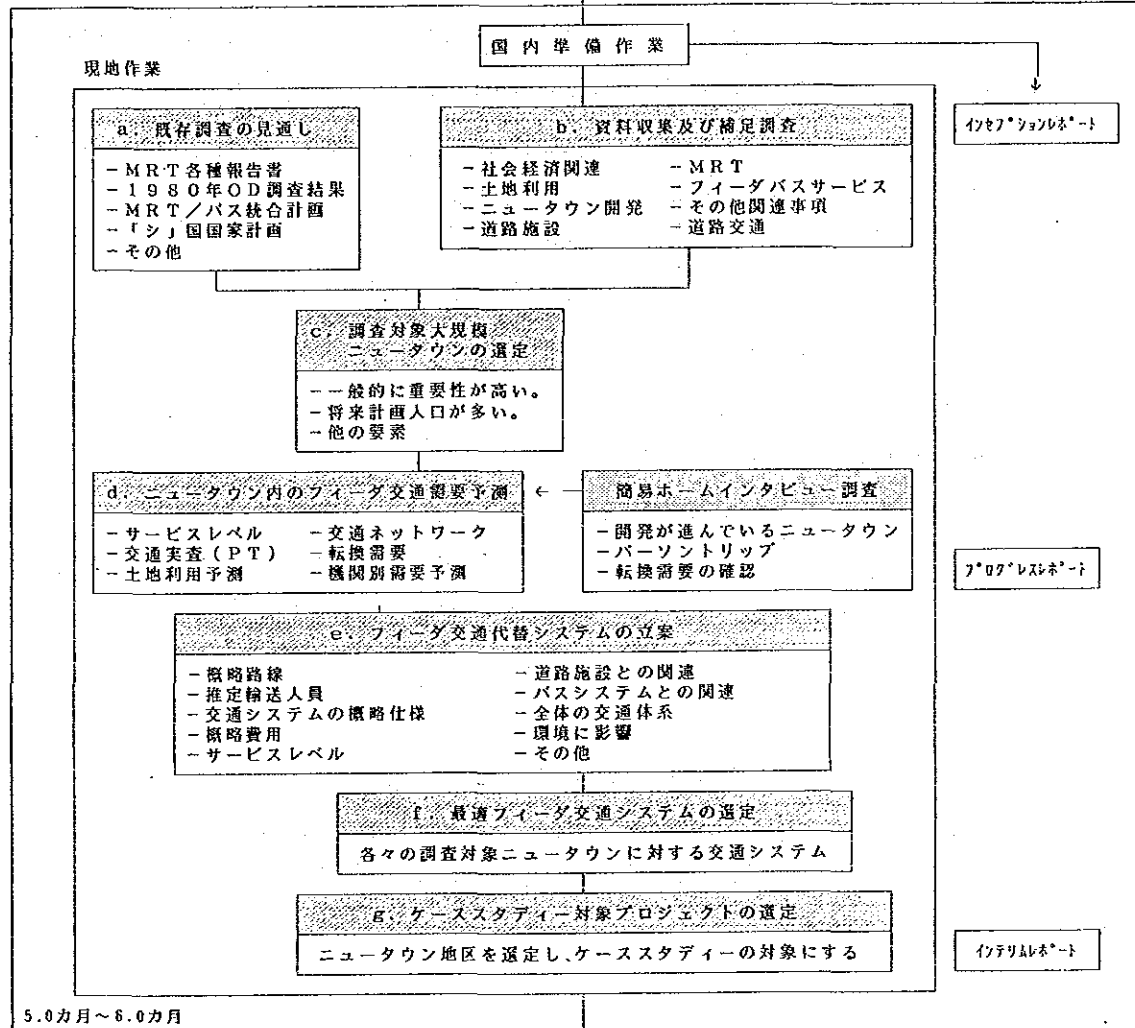 国内準備作業
現地作業
インセプションレポート
a. 既存調査の見通し
－MRT各種報告書
－1980年OD調査結果
－MRT／バス統合計画
－「シ」国国家計画
－その他
b. 資料収集及び補足調査
－社会経済関連 －MRT
－土地利用 －フィーダバスサービス
－ニュータウン開発 －その他関連事項
－道路施設 －道路交通
c. 調査対象大規模
ニュータウンの選定
－一般的に重要性が高い。
－将来計画人口が多い。
－他の要素
d. ニュータウン内のフィーダ交通需要予測
－サービスレベル －交通ネットワーク
－交通実査(PT) －転換需要
－土地利用予測 －機関別需要予測
←
簡易ホームインタビュー調査
－開発が進んでいるニュータウン
－パーソントリップ
－転換需要の確認
プログレスレポート
e. フィーダ交通代替システムの立案
－概略路線 －道路施設との関連
－推定輸送人員 －バスシステムとの関連
－交通システムの概略仕様 －全体の交通体系
－概略費用 －環境に影響
－サービスレベル －その他
f. 最適フィーダ交通システムの選定
各々の調査対象ニュータウンに対する交通システム
g. ケーススタディー対象プロジェクトの選定
ニュータウン地区を選定し、ケーススタディーの対象にする
インテリムレポート
5.0カ月～6.0カ月